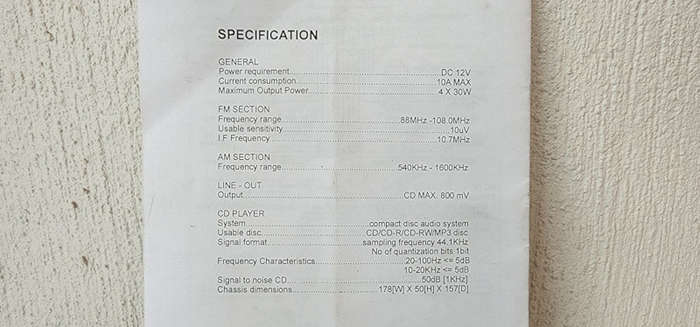 SPECIFICATION
GENERAL
Power requirement DC 12V
Current consumption 10A MAX
Maximum Output Power 4 X 30W
FM SECTION
Frequency range 88MHz -108.0MHz
Usable sensitivity 10uV
I.F Frequency 10.7MHz
AM SECTION
Frequency range 540KHz - 1600KHz
LINE - OUT
Output CD MAX. 800 mV
CD PLAYER
System compact disc audio system
Usable disc CD/CD-R/CD-RW/MP3 disc
Signal format sampling frequency 44.1KHz
No of quantization bits 1bit
Frequency Characteristics 20-100Hz <= 5dB
10-20KHz <= 5dB
Signal to noise CD 50dB [1KHz]
Chassis dimensions 178[W] X 50[H] X 157[D]